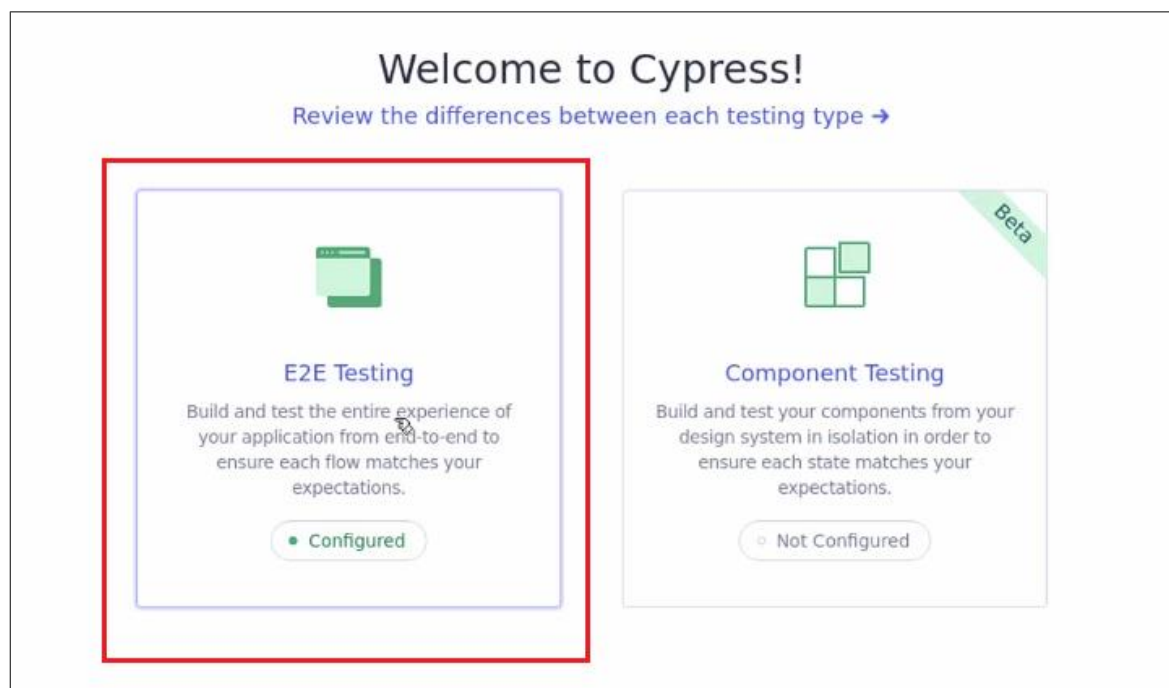 Welcome to Cypress!
Review the differences between each testing type →
E2E Testing
Build and test the entire experience of
your application from end-to-end to
ensure each flow matches your
expectations.
Configured
Beta
Component Testing
Build and test your components from your
design system in isolation in order to
ensure each state matches your
expectations.
Not Configured